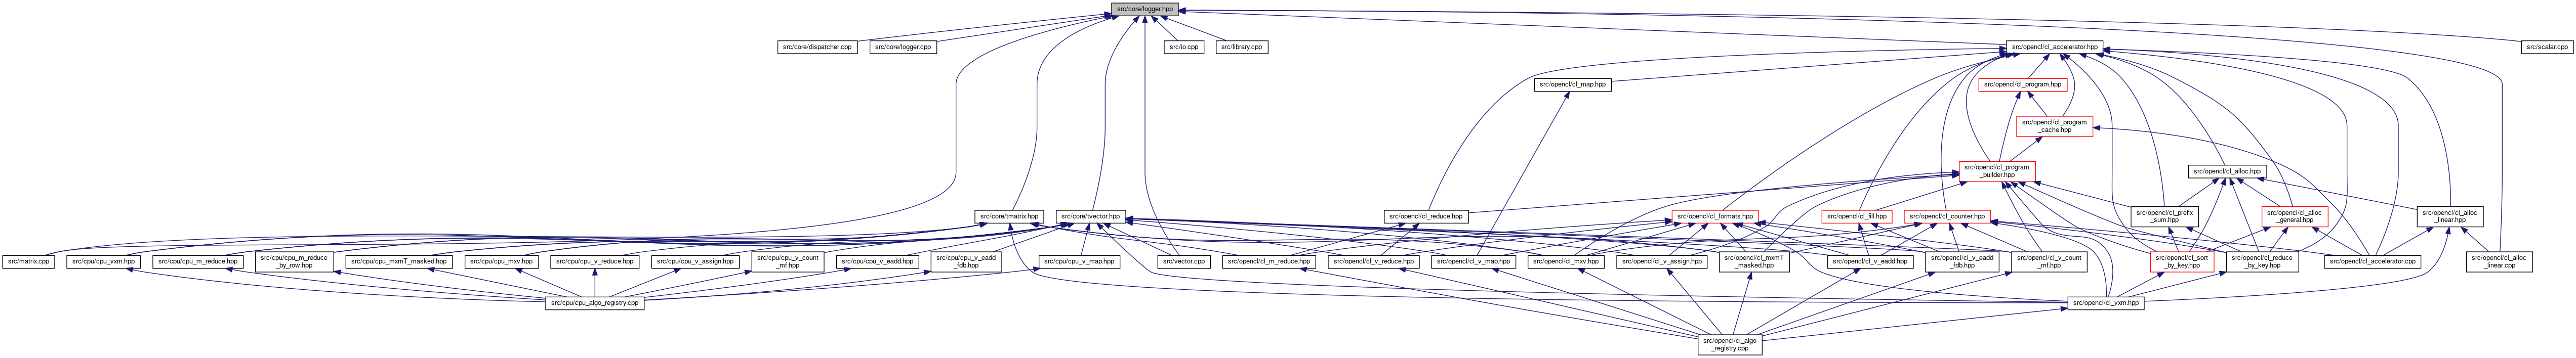 src/core/logger.hpp
src/core/dispatcher.cpp
src/core/logger.cpp
src/io.cpp
src/library.cpp
src/opencl/cl_accelerator.hpp
src/scalar.cpp
src/opencl/cl_map.hpp
src/opencl/cl_program.hpp
src/opencl/cl_program
_cache.hpp
src/opencl/cl_program
_builder.hpp
src/opencl/cl_alloc.hpp
src/core/tmatrix.hpp
src/core/tvector.hpp
src/opencl/cl_reduce.hpp
src/opencl/cl_formats.hpp
src/opencl/cl_fill.hpp
src/opencl/cl_counter.hpp
src/opencl/cl_prefix
_sum.hpp
src/opencl/cl_alloc
_general.hpp
src/opencl/cl_alloc
_linear.hpp
src/matrix.cpp
src/cpu/cpu_vxm.hpp
src/cpu/cpu_m_reduce.hpp
src/cpu/cpu_m_reduce
_by_row.hpp
src/cpu/cpu_mxmT_masked.hpp
src/cpu/cpu_mxv.hpp
src/cpu/cpu_v_reduce.hpp
src/cpu/cpu_v_assign.hpp
src/cpu/cpu_v_count
_mf.hpp
src/cpu/cpu_v_eadd.hpp
src/cpu/cpu_v_eadd
_fdb.hpp
src/cpu/cpu_v_map.hpp
src/vector.cpp
src/opencl/cl_m_reduce.hpp
src/opencl/cl_v_reduce.hpp
src/opencl/cl_v_map.hpp
src/opencl/cl_mxv.hpp
src/opencl/cl_v_assign.hpp
src/opencl/cl_mxmT
_masked.hpp
src/opencl/cl_v_eadd.hpp
src/opencl/cl_v_eadd
_fdb.hpp
src/opencl/cl_v_count
_mf.hpp
src/opencl/cl_sort
_by_key.hpp
src/opencl/cl_reduce
_by_key.hpp
src/opencl/cl_accelerator.cpp
src/opencl/cl_alloc
_linear.cpp
src/cpu/cpu_algo_registry.cpp
src/opencl/cl_vxm.hpp
src/opencl/cl_algo
_registry.cpp